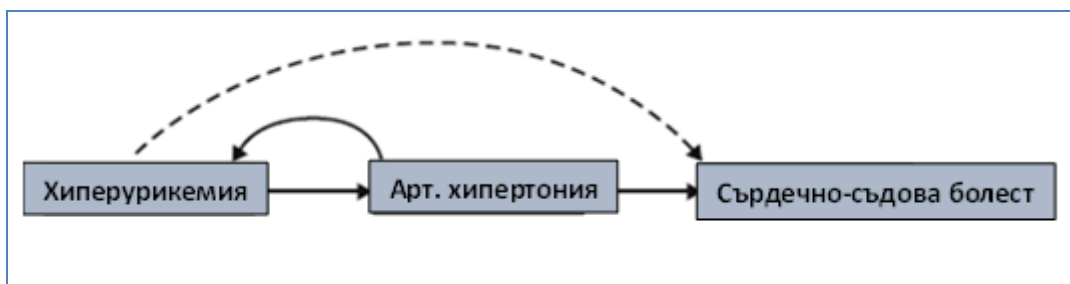 Хиперурикемия
Арт. хипертония
Сърдечно-съдова болест